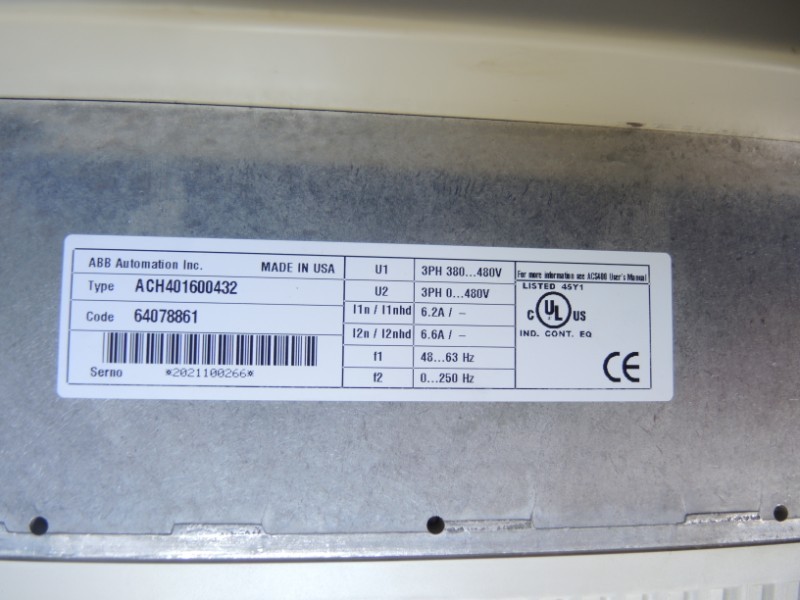 ABB Automation Inc. MADE IN USA
Type ACH401600432
Code 64078861
Serno *2021100266*
U1 3PH 380...480V
U2 3PH 0...480V
I1n / I1nhd 6.2A / –
I2n / I2nhd 6.6A / –
f1 48...63 Hz
f2 0...250 Hz
For more information see ACS400 User's Manual
LISTED 45Y1
C UL US
IND. CONT. EQ
CE